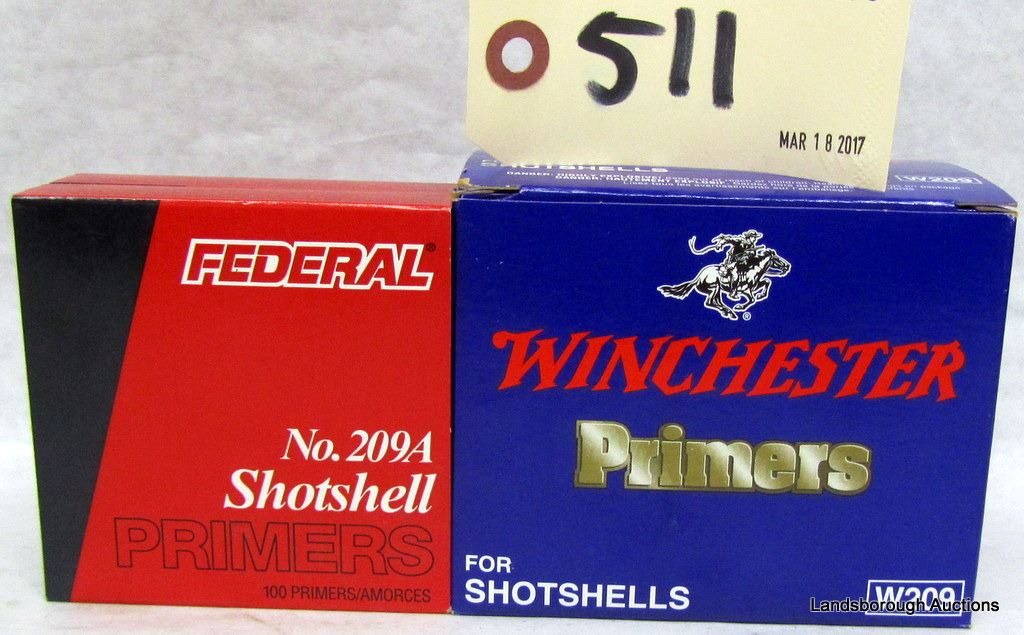 511
MAR 18 2017
SHOTSHELLS
W209
FEDERAL®
No. 209A
Shotshell
PRIMERS
100 PRIMERS/AMORCES
®
WINCHESTER
Primers
FOR
SHOTSHELLS
W209
Landsborough Auctions